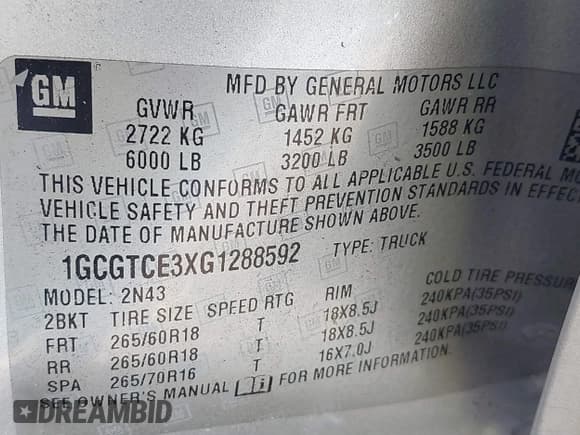 GM
MFD BY GENERAL MOTORS LLC
GVWR GAWR FRT GAWR RR
2722 KG 1452 KG 1588 KG
6000 LB 3200 LB 3500 LB
THIS VEHICLE CONFORMS TO ALL APPLICABLE U.S. FEDERAL MO
VEHICLE SAFETY AND THEFT PREVENTION STANDARDS IN EFFEC
THE DATE OF MANUFACTURE SHOWN ABOVE.
1GCGTCE3XG1288592 TYPE: TRUCK
MODEL: 2N43
2BKT TIRE SIZE SPEED RTG RIM COLD TIRE PRESSUR
FRT 265/60R18 T 18X8.5J 240KPA(35PSI)
RR 265/60R18 T 18X8.5J 240KPA(35PSI)
SPA 265/70R16 T 16X7.0J 240KPA(35PSI)
SEE OWNER'S MANUAL FOR MORE INFORMATION
DREAMBID